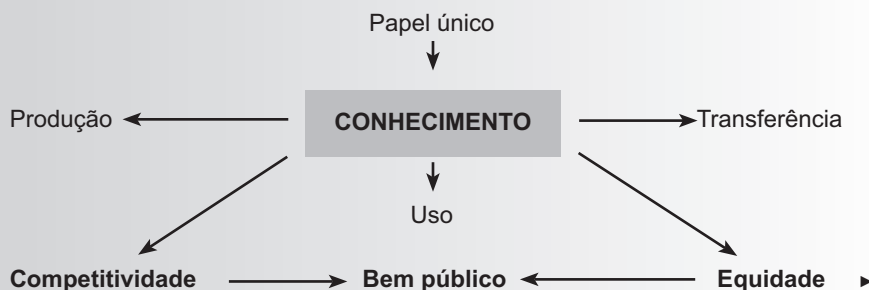 Papel único
Produção CONHECIMENTO Transferência
Uso
Competitividade Bem público Equidade